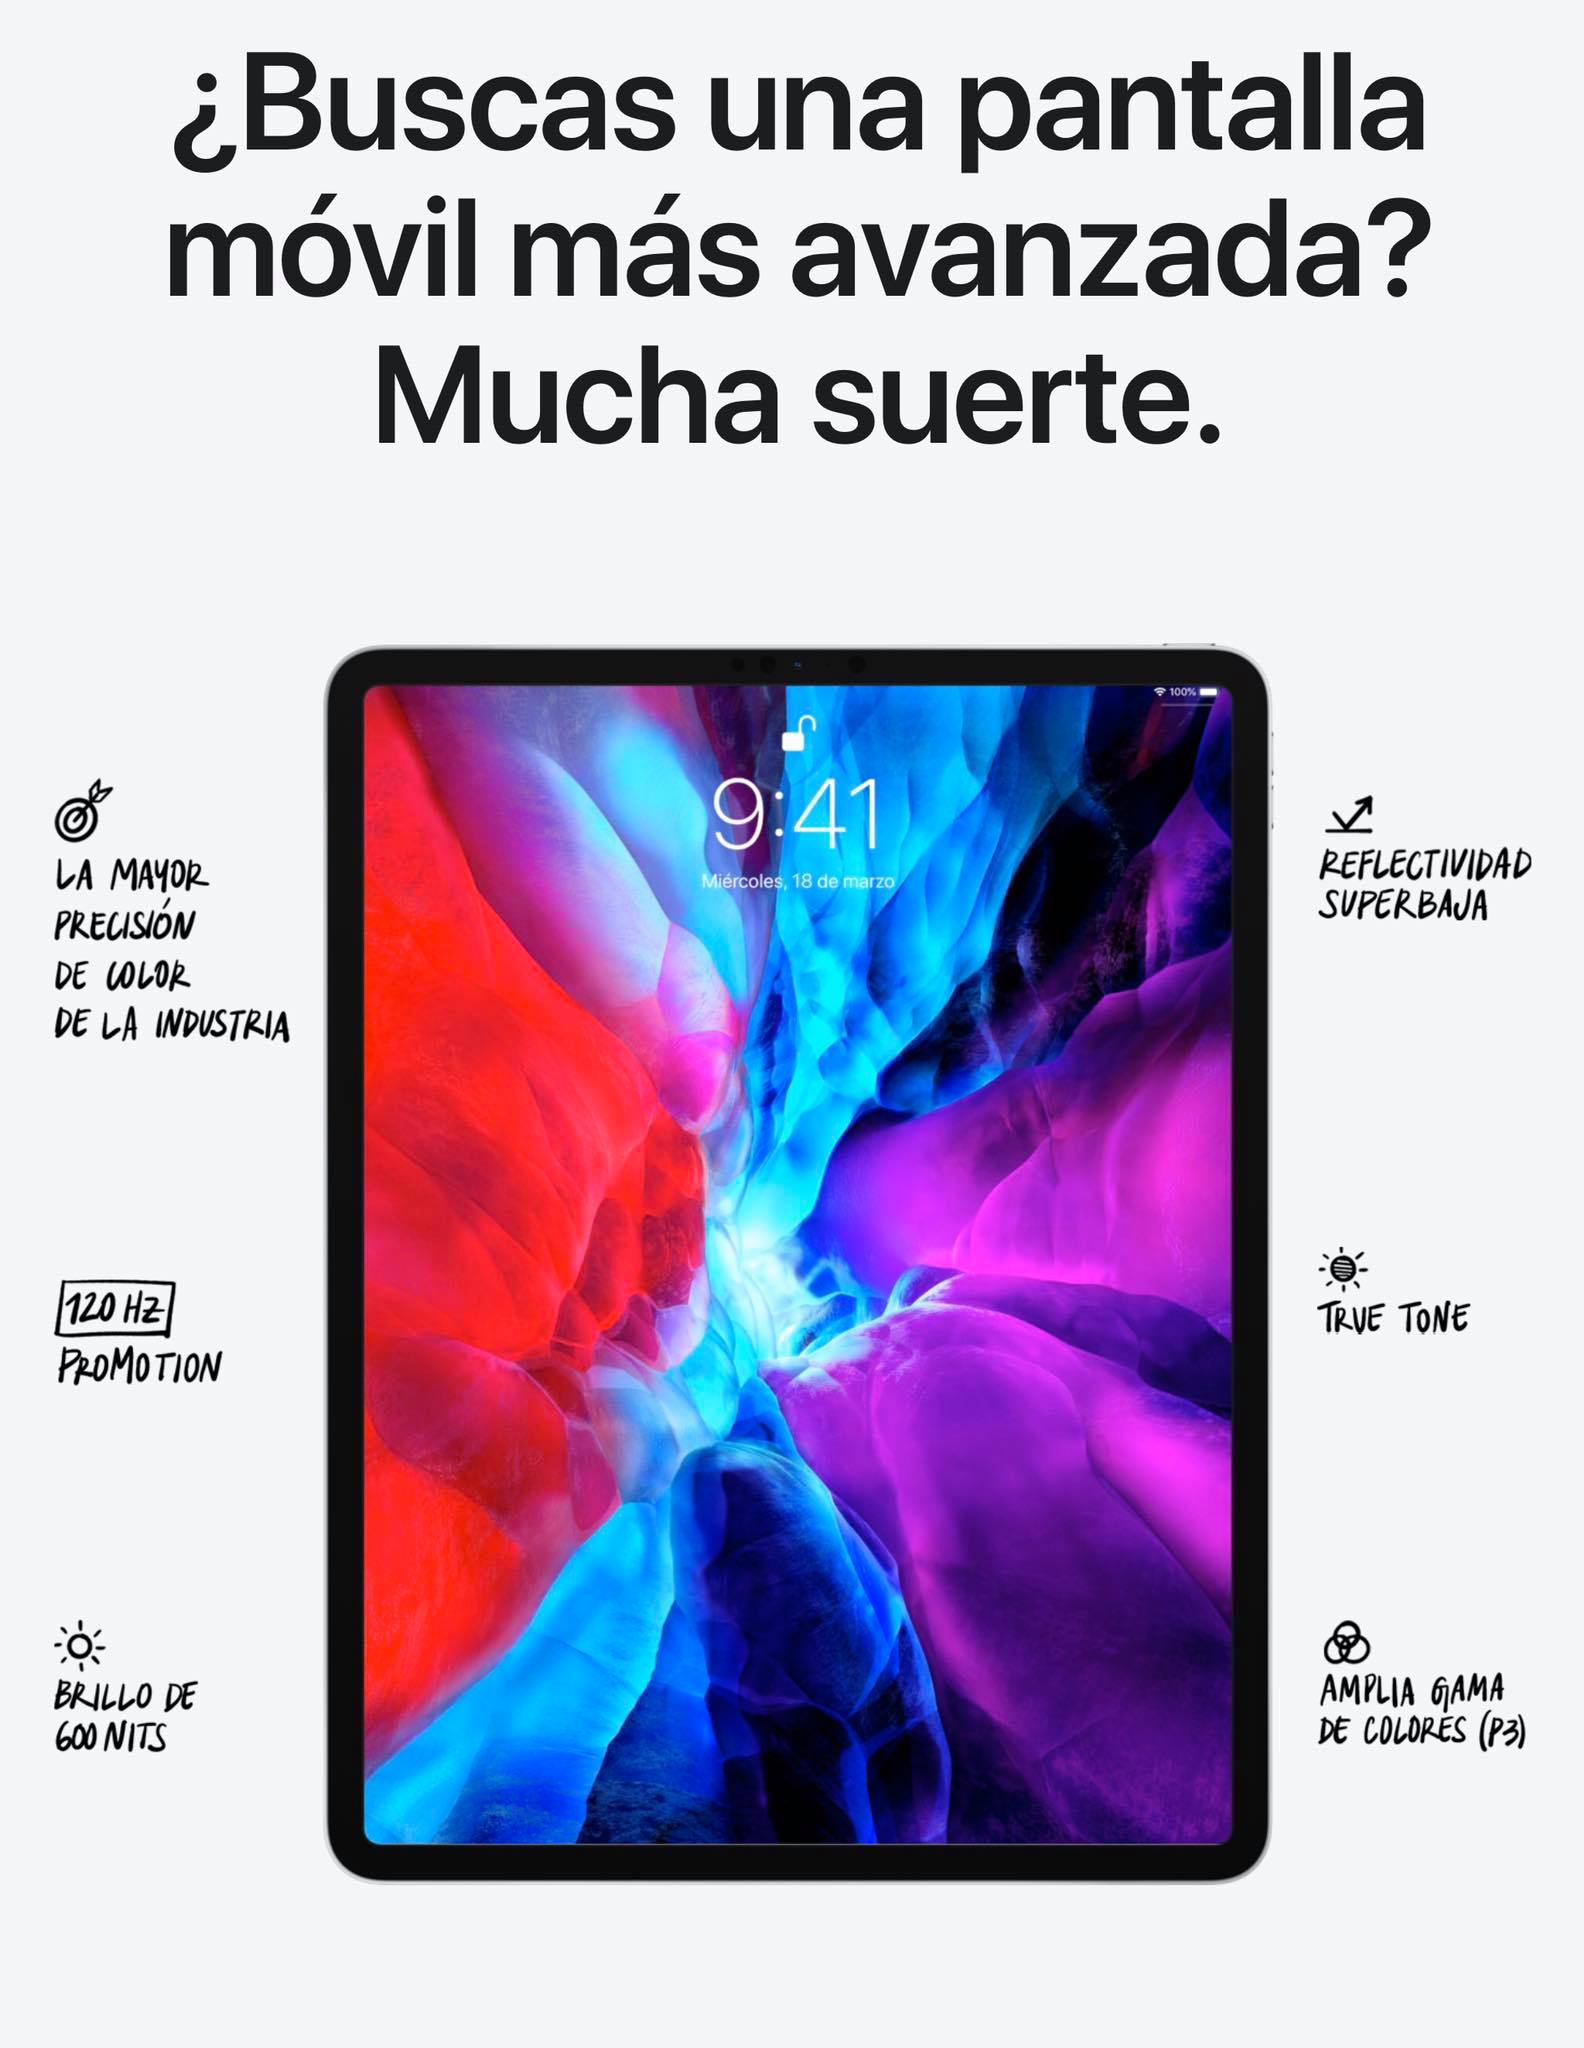 ¿Buscas una pantalla
móvil más avanzada?
Mucha suerte.
100%
9:41
Miércoles, 18 de marzo
LA MAYOR
PRECISIÓN
DE COLOR
DE LA INDUSTRIA
120 HZ
PROMOTION
BRILLO DE
600 NITS
REFLECTIVIDAD
SUPERBAJA
TRUE TONE
AMPLIA GAMA
DE COLORES (P3)